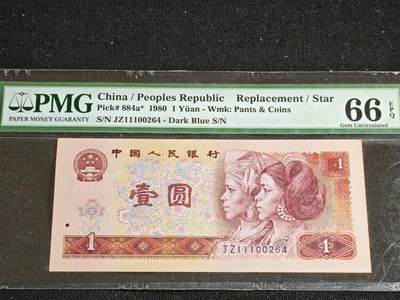 PMG
PAPER MONEY GUARANTY
China / Peoples Republic Replacement / Star
Pick# 884a* 1980 1 Yüan - Wmk: Pants & Coins
S/N JZ11100264 - Dark Blue S/N
66 EPQ
Gem Uncirculated
中国人民银行
1
壹圆
1
JZ11100264
1